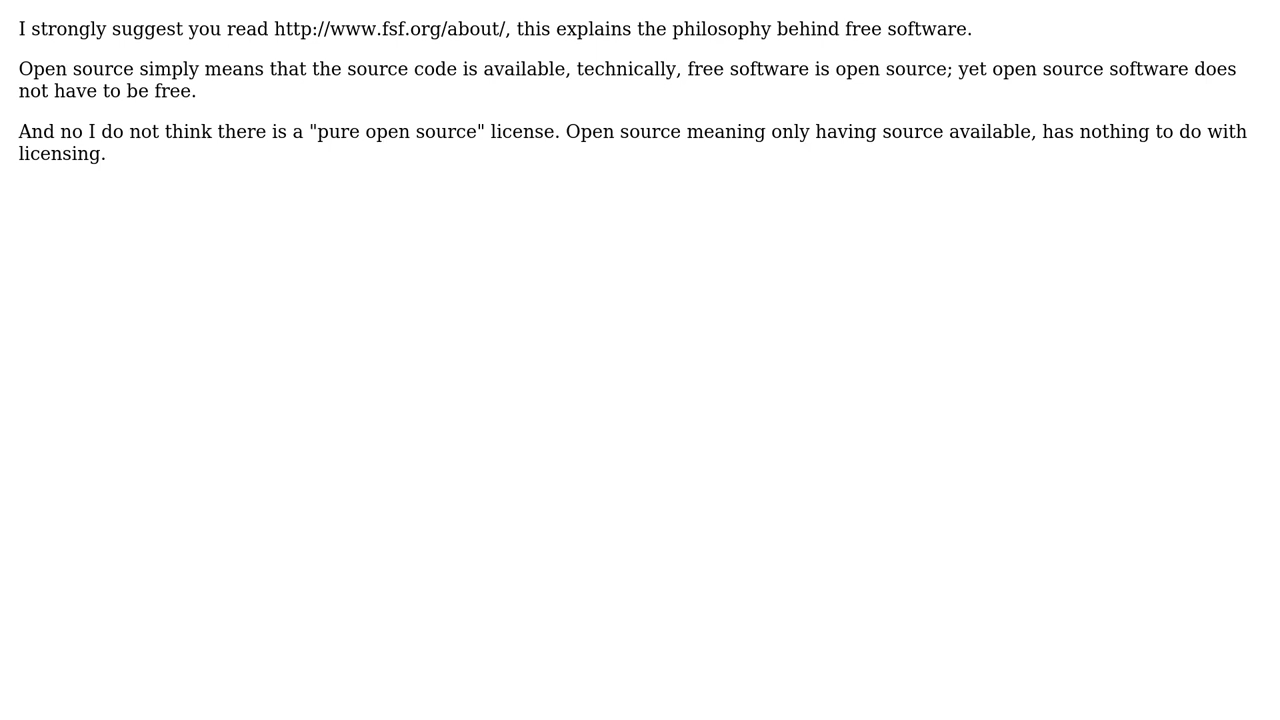 I strongly suggest you read http://www.fsf.org/about/, this explains the philosophy behind free software.
Open source simply means that the source code is available, technically, free software is open source; yet open source software does
not have to be free.
And no I do not think there is a "pure open source" license. Open source meaning only having source available, has nothing to do with
licensing.